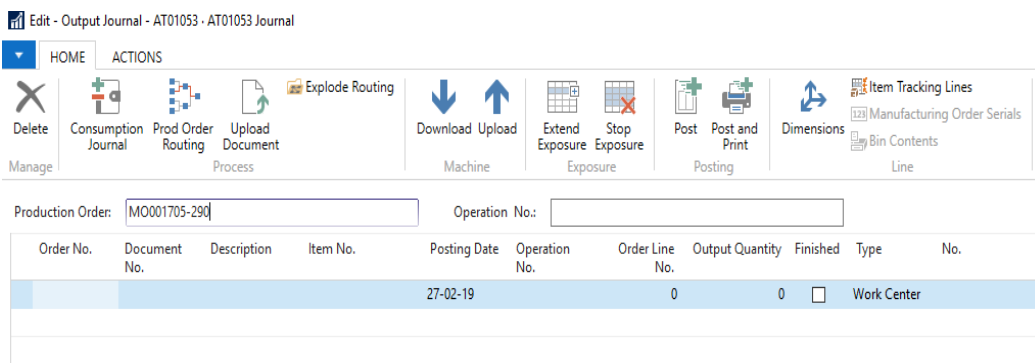 Edit - Output Journal - AT01053 · AT01053 Journal
HOME ACTIONS
Delete
Consumption Journal
Prod Order Routing
Upload Document
Explode Routing
Download Upload
Extend Exposure
Stop Exposure
Post
Post and Print
Dimensions
Item Tracking Lines
123 Manufacturing Order Serials
Bin Contents
Manage Process Machine Exposure Posting Line
Production Order: MO001705-290 Operation No.:
Order No. Document No. Description Item No. Posting Date Operation No. Order Line No. Output Quantity Finished Type No.
27-02-19 0 0 Work Center